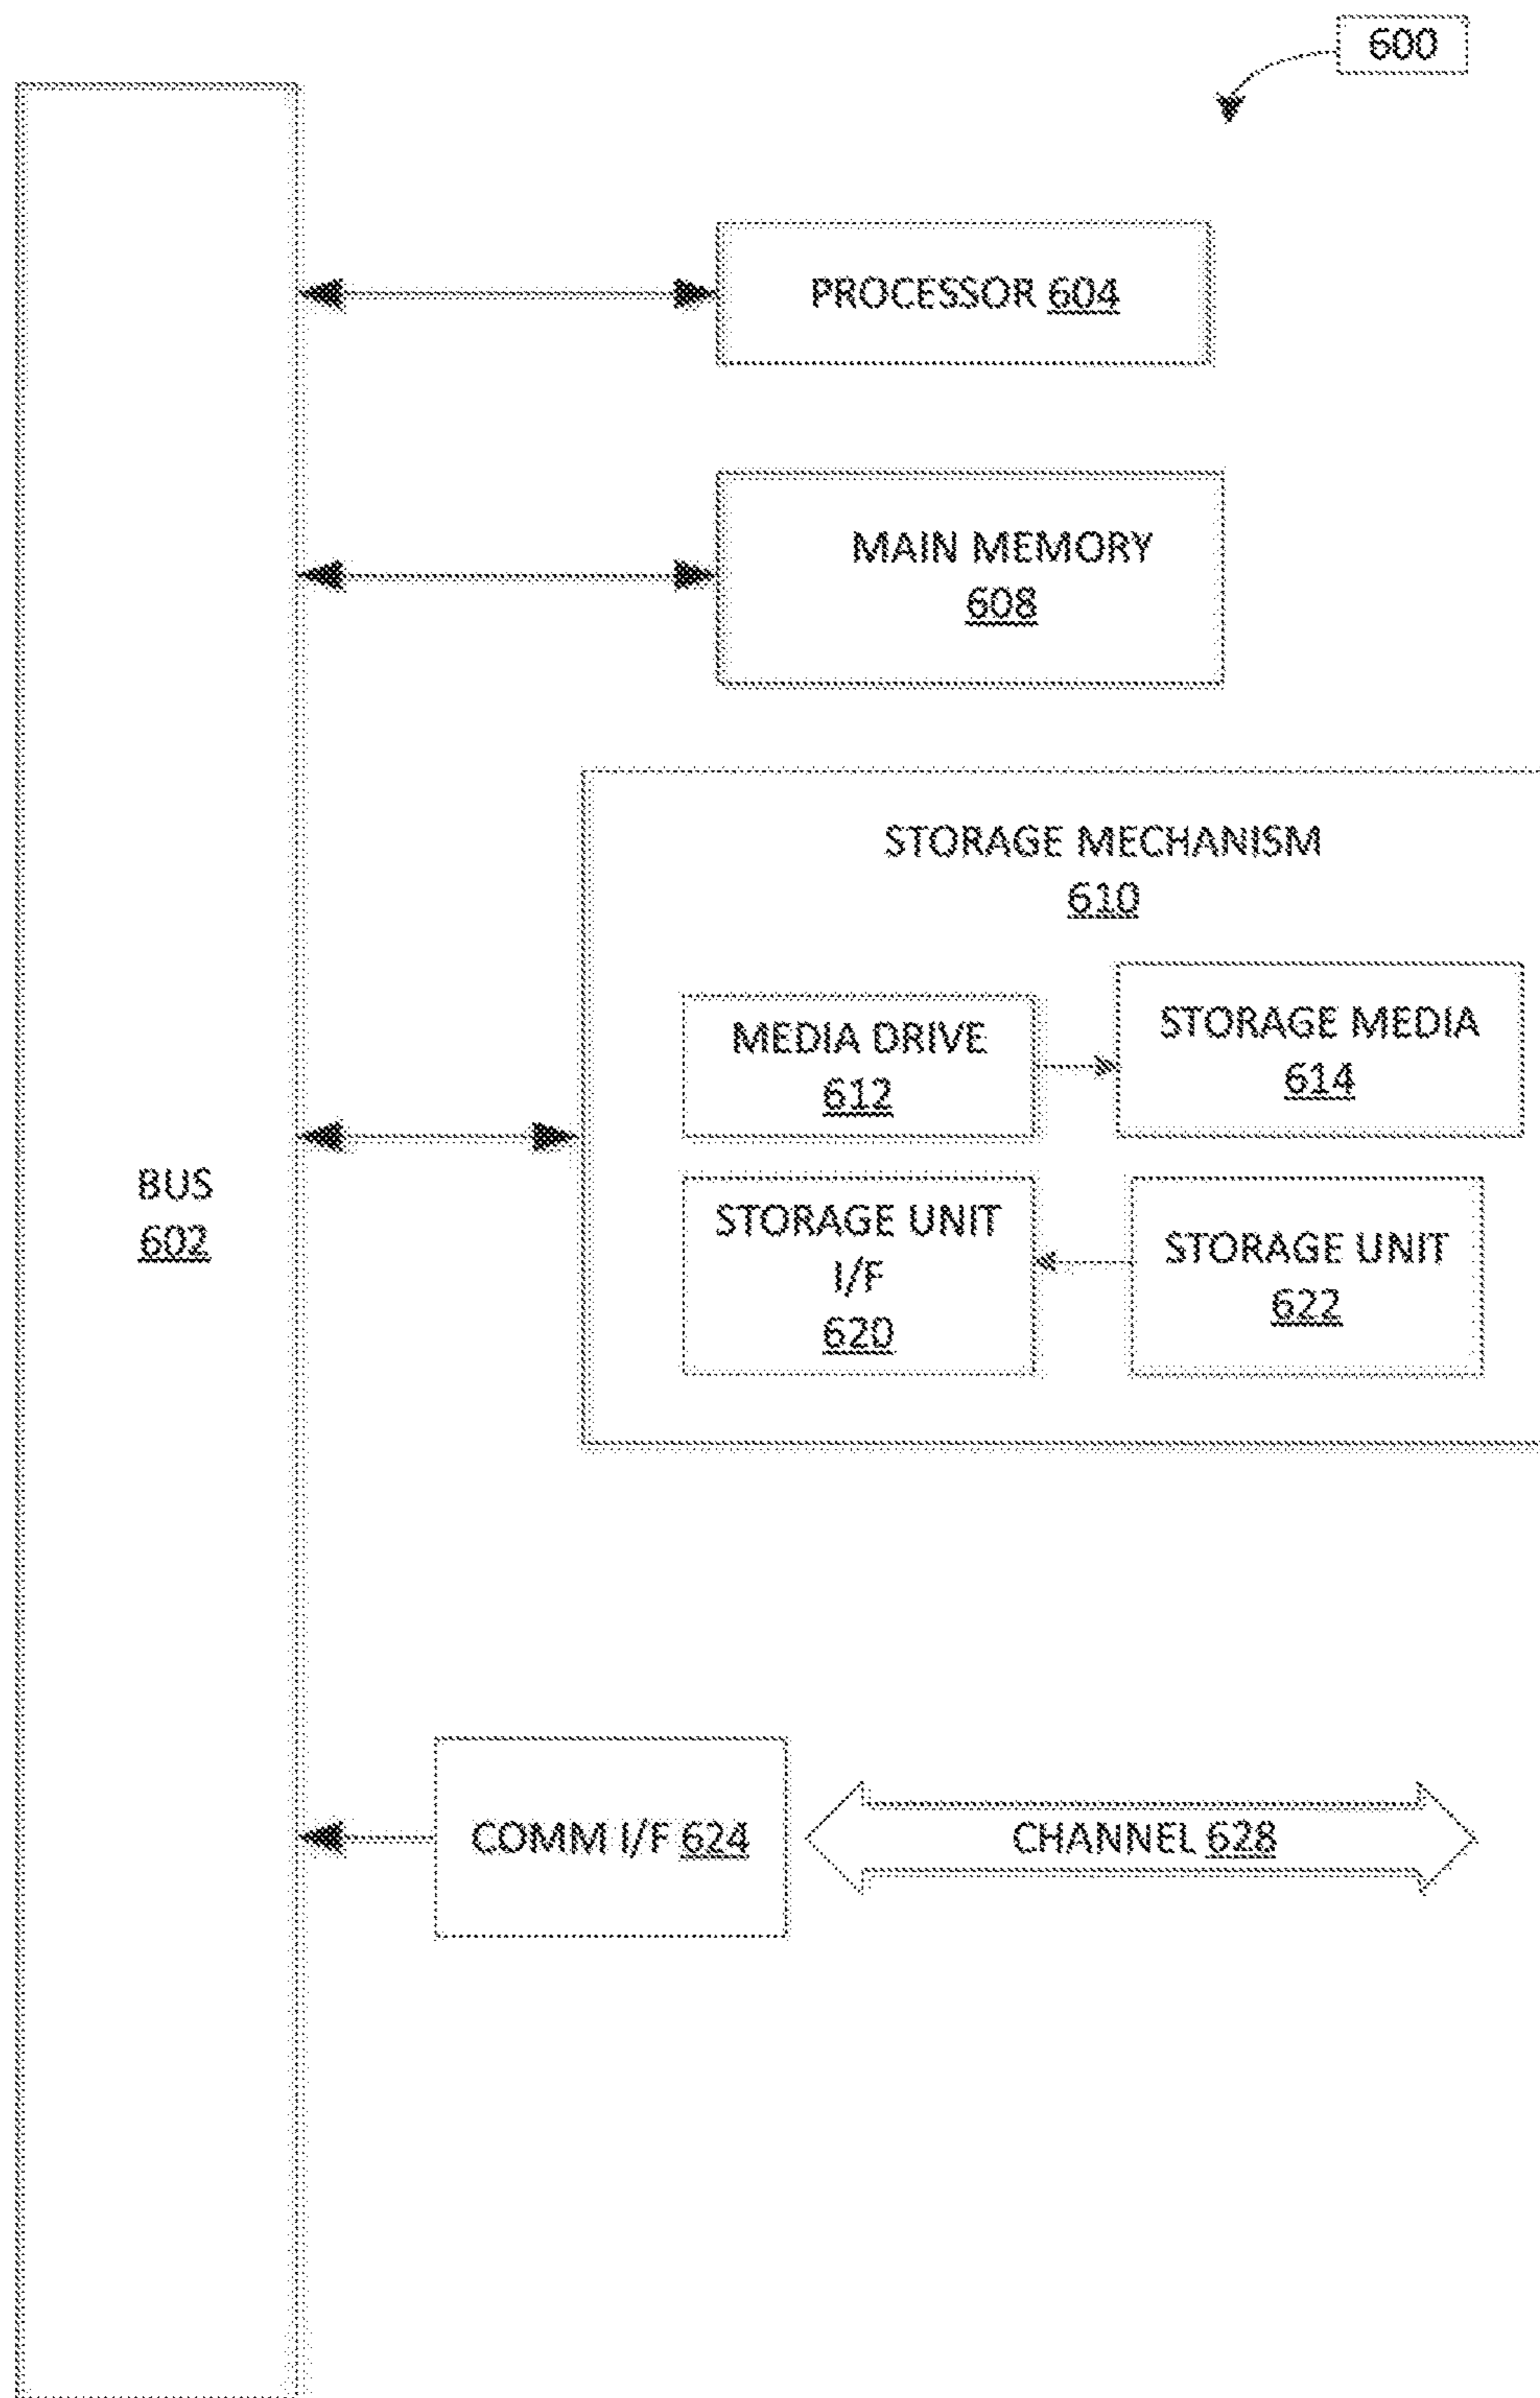 600
PROCESSOR 604
MAIN MEMORY
608
STORAGE MECHANISM
610
MEDIA DRIVE
612
STORAGE MEDIA
614
BUS
602
STORAGE UNIT
I/F
620
STORAGE UNIT
622
COMM I/F 624
CHANNEL 628